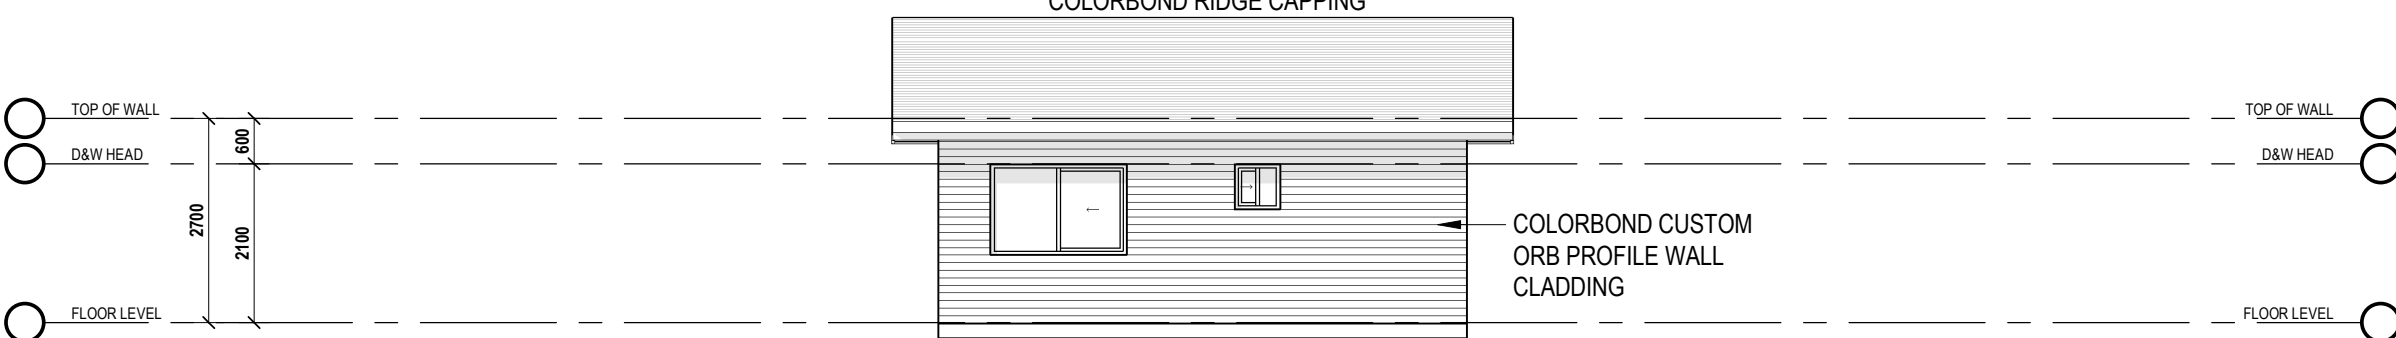 COLORBOND RIDGE CAPPING
TOP OF WALL
TOP OF WALL
600
D&W HEAD
D&W HEAD
2700
2100
COLORBOND CUSTOM
ORB PROFILE WALL
CLADDING
FLOOR LEVEL
FLOOR LEVEL